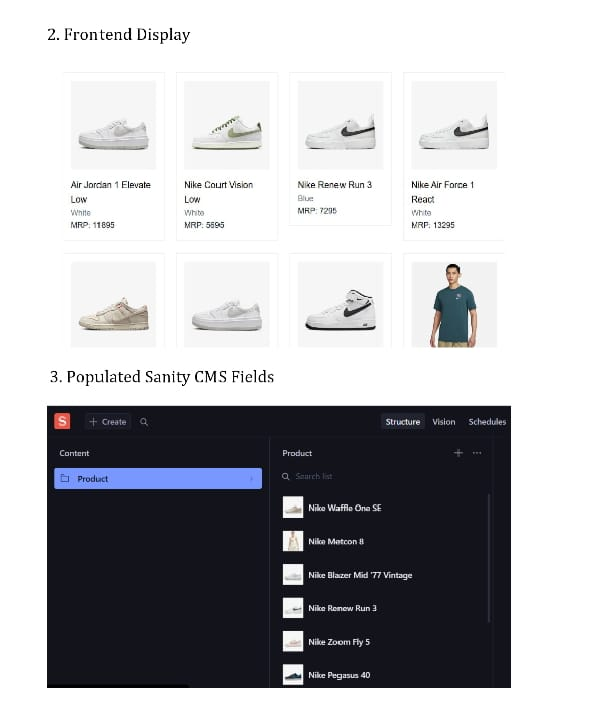 2. Frontend Display
Air Jordan 1 Elevate
Low
White
MRP: 11895
Nike Court Vision
Low
White
MRP: 5695
Nike Renew Run 3
Blue
MRP: 7295
Nike Air Force 1
React
White
MRP: 13295
3. Populated Sanity CMS Fields
S
+ Create
Structure
Vision
Schedules
Content
Product
Product
Search list
Nike Waffle One SE
Nike Metcon 8
Nike Blazer Mid '77 Vintage
Nike Renew Run 3
Nike Zoom Fly 5
Nike Pegasus 40